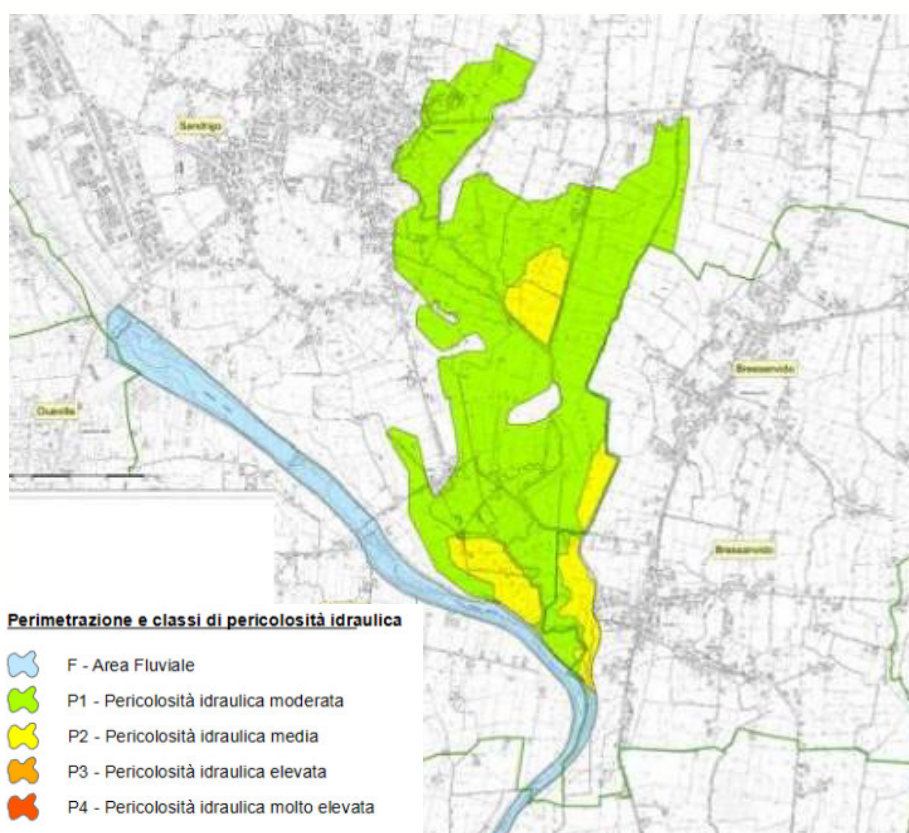 Sandrigo
Bressanvido
Bressanvido
Perimetrazione e classi di pericolosità idraulica
F - Area Fluviale
P1 - Pericolosità idraulica moderata
P2 - Pericolosità idraulica media
P3 - Pericolosità idraulica elevata
P4 - Pericolosità idraulica molto elevata